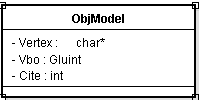 ObjModel
- Vertex : char*
- Vbo : Gluint
- Cite : int